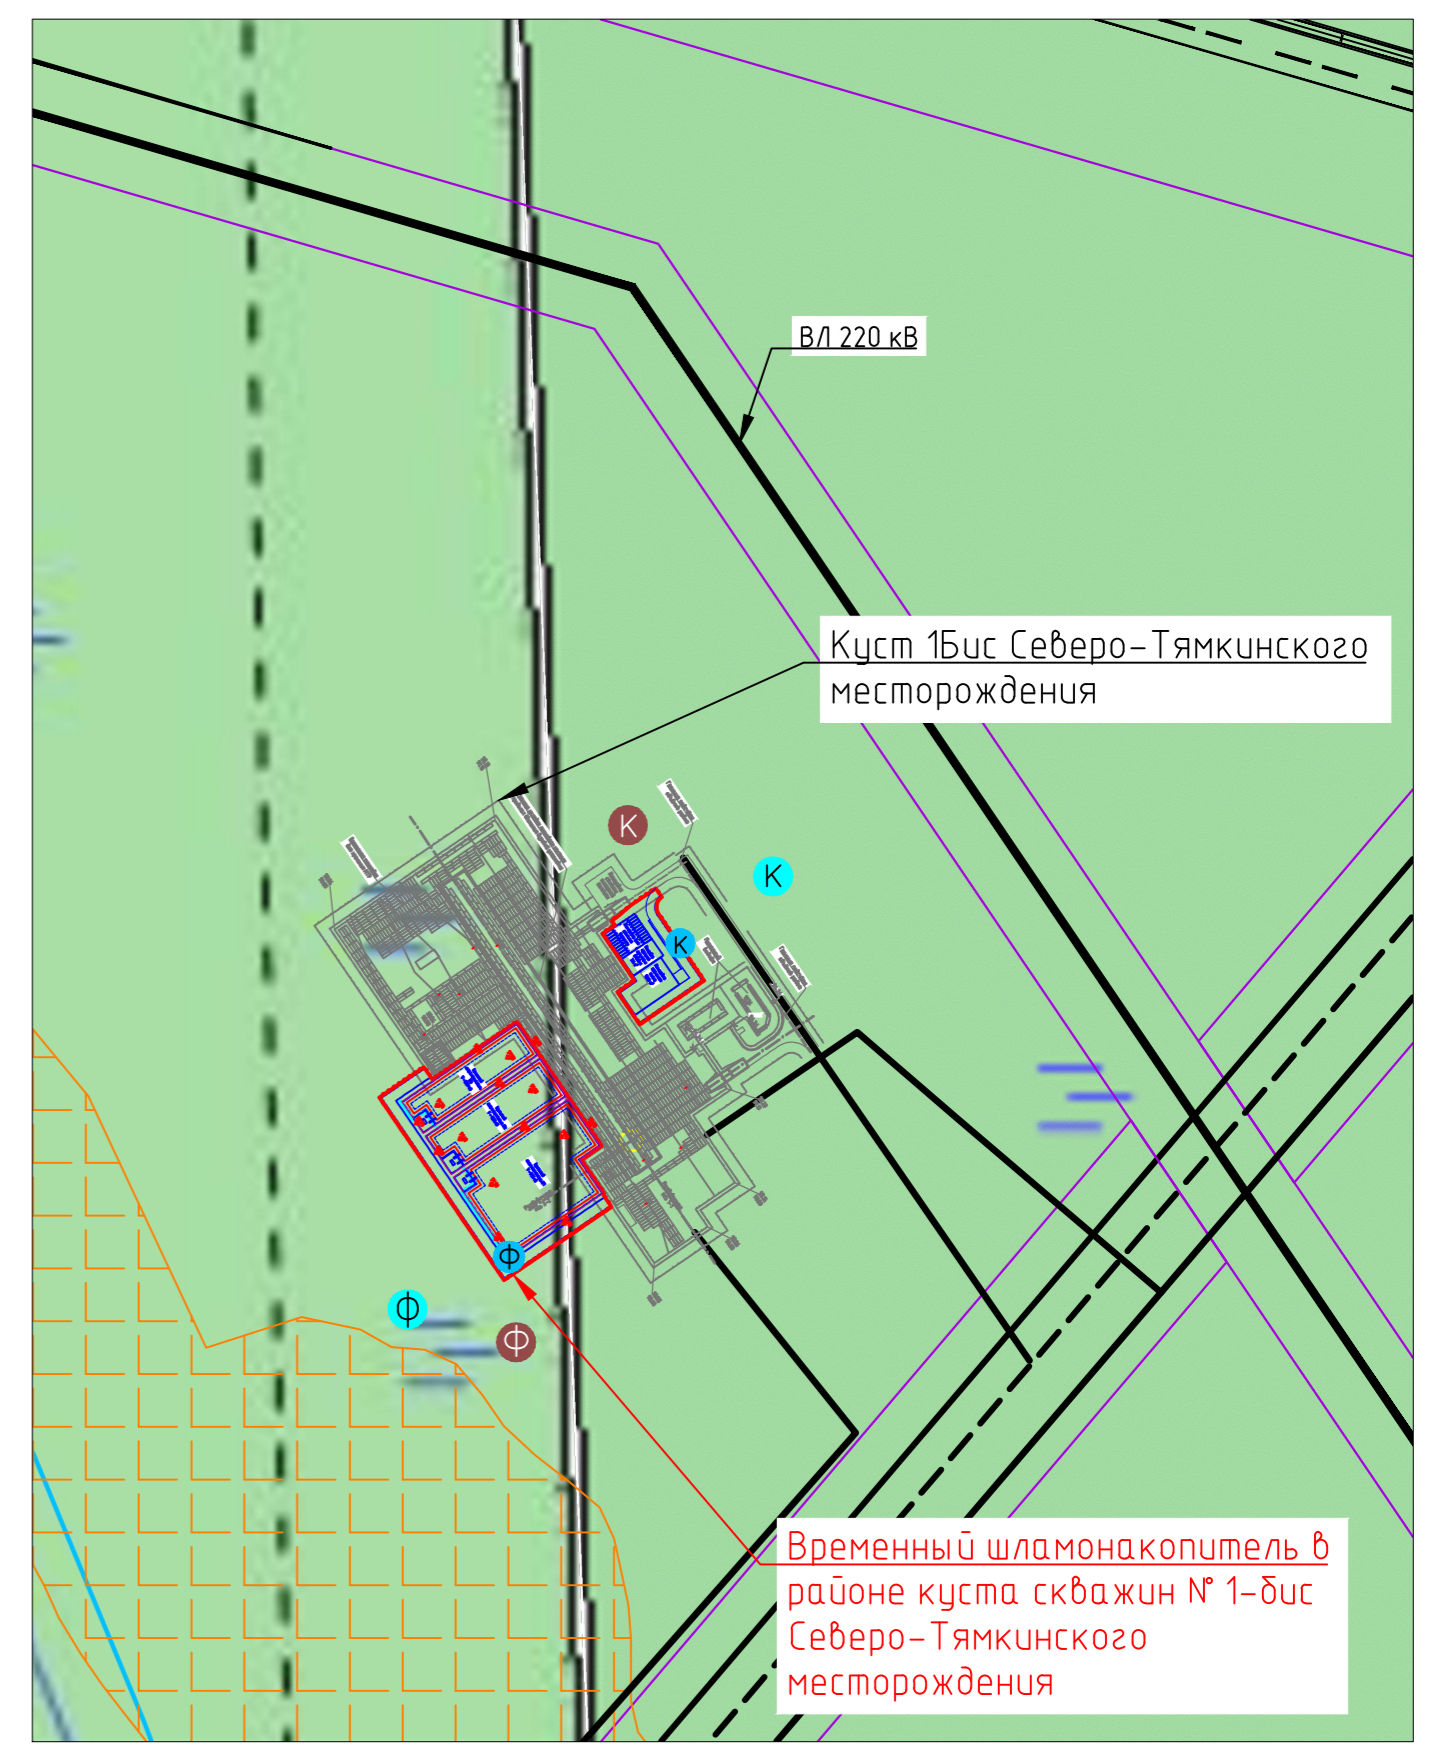 ВЛ 220 кВ
Куст 1Бис Северо-Тямкинского
месторождения
К
К
К
Ф
Ф
Ф
Временный шламонакопитель в
районе куста скважин № 1-бис
Северо-Тямкинского
месторождения